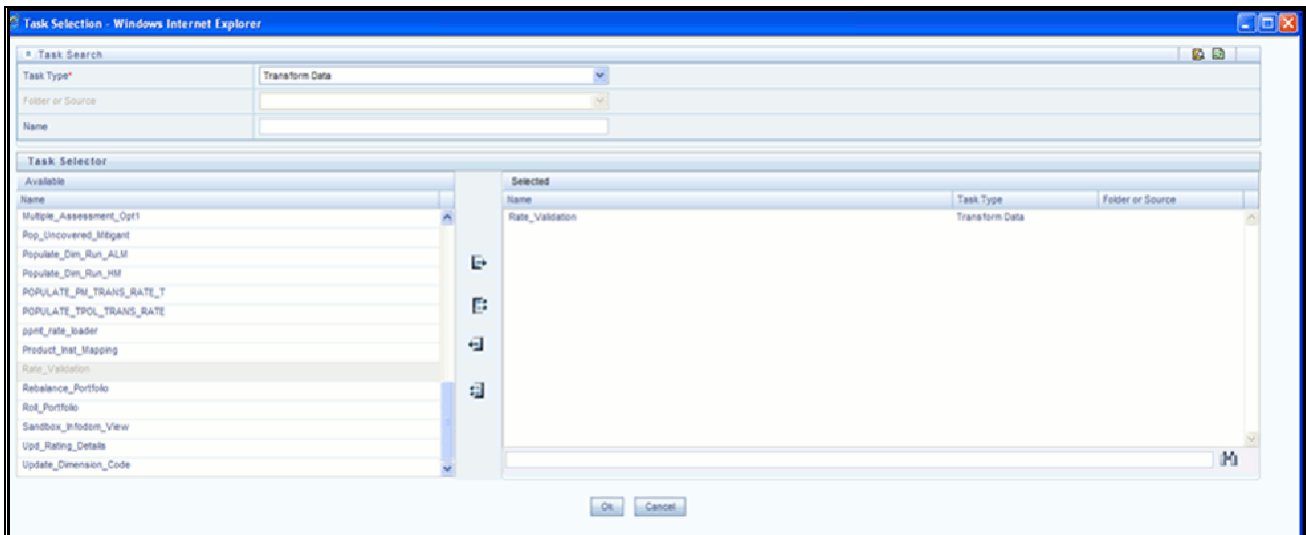 Task Selection - Windows Internet Explorer
Task Search
Task Type* Transform Data
Folder or Source
Name
Task Selector
Available Selected
Name Name Task Type Folder or Source
Mutiple_Assessment_Opt1 Rate_Validation Transform Data
Pop_Uncovered_Mitigant
Populate_Dim_Run_ALM
Populate_Dim_Run_HM
POPULATE_PM_TRANS_RATE_T
POPULATE_TPOL_TRANS_RATE
ppmt_rate_loader
Product_Inst_Mapping
Rate_Validation
Rebalance_Portfolio
Roll_Portfolio
Sandbox_Infodom_View
Upd_Rating_Details
Update_Dimension_Code
Ok Cancel